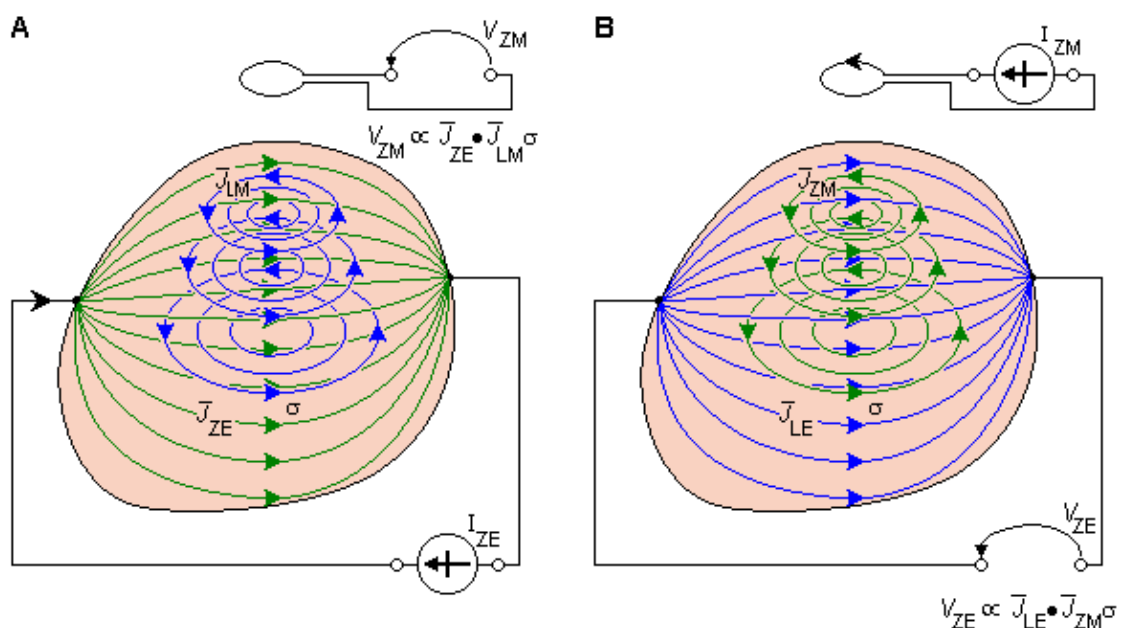 A
V_ZM
V_ZM ∝ J̅_ZE • J̅_LM σ
J̅_LM
J̅_ZE
σ
I_ZE
B
I_ZM
J̅_ZM
J̅_LE
σ
V_ZE
V_ZE ∝ J̅_LE • J̅_ZM σ